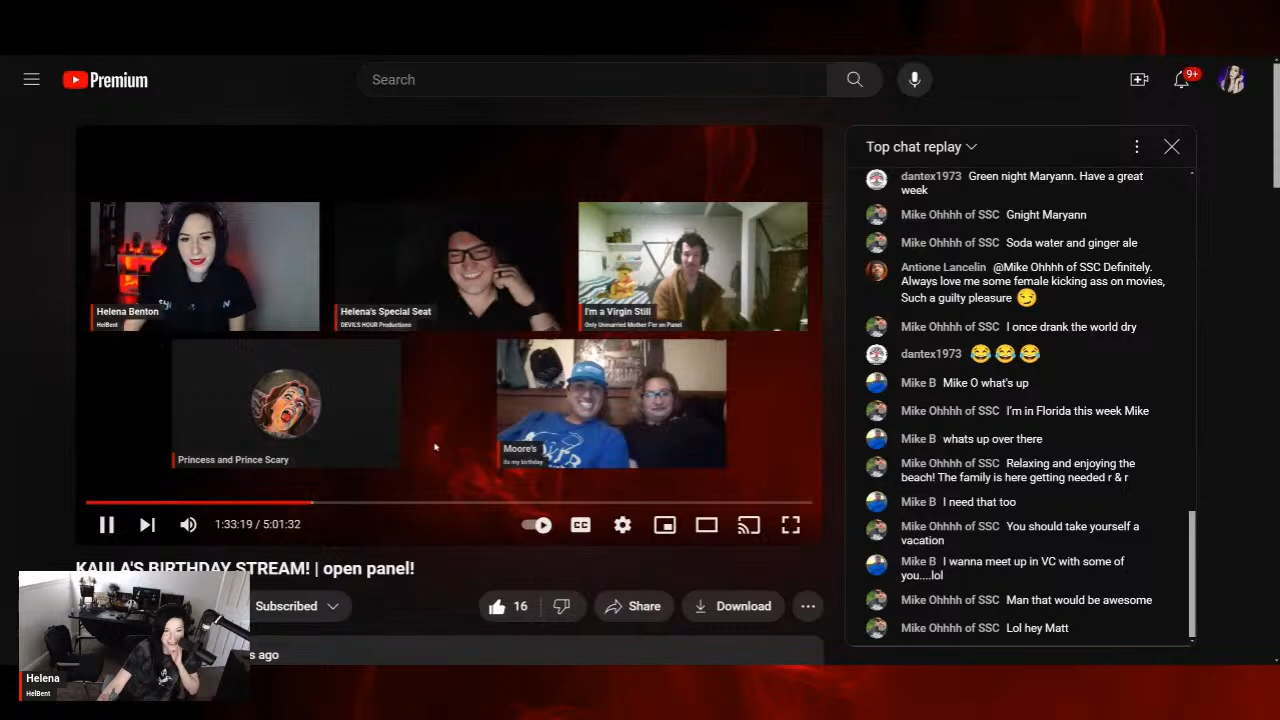 Premium
Search
9+
Top chat replay
dantex1973 Green night Maryann. Have a great
week
Mike Ohhhh of SSC Gnight Maryann
Mike Ohhhh of SSC Soda water and ginger ale
Antione Lancelin @Mike Ohhhh of SSC Definitely.
Always love me some female kicking ass on movies,
Such a guilty pleasure 😏
Mike Ohhhh of SSC I once drank the world dry
dantex1973 😂 😂 😂
Mike B Mike O what's up
Mike Ohhhh of SSC I'm in Florida this week Mike
Mike B whats up over there
Mike Ohhhh of SSC Relaxing and enjoying the
beach! The family is here getting needed r & r
Mike B I need that too
Mike Ohhhh of SSC You should take yourself a
vacation
Mike B I wanna meet up in VC with some of
you....lol
Mike Ohhhh of SSC Man that would be awesome
Mike Ohhhh of SSC Lol hey Matt
Helena Benton
HelBent
Helena's Special Seat
DEVIL'S HOUR Productions
I'm a Virgin Still
Only Unmarried Mother F'er on Panel
Princess and Prince Scary
Moore's
its my birthday
1:33:19 / 5:01:32
CC
KAULA'S BIRTHDAY STREAM! | open panel!
Subscribed
16
Share
Download
s ago
Helena
HelBent